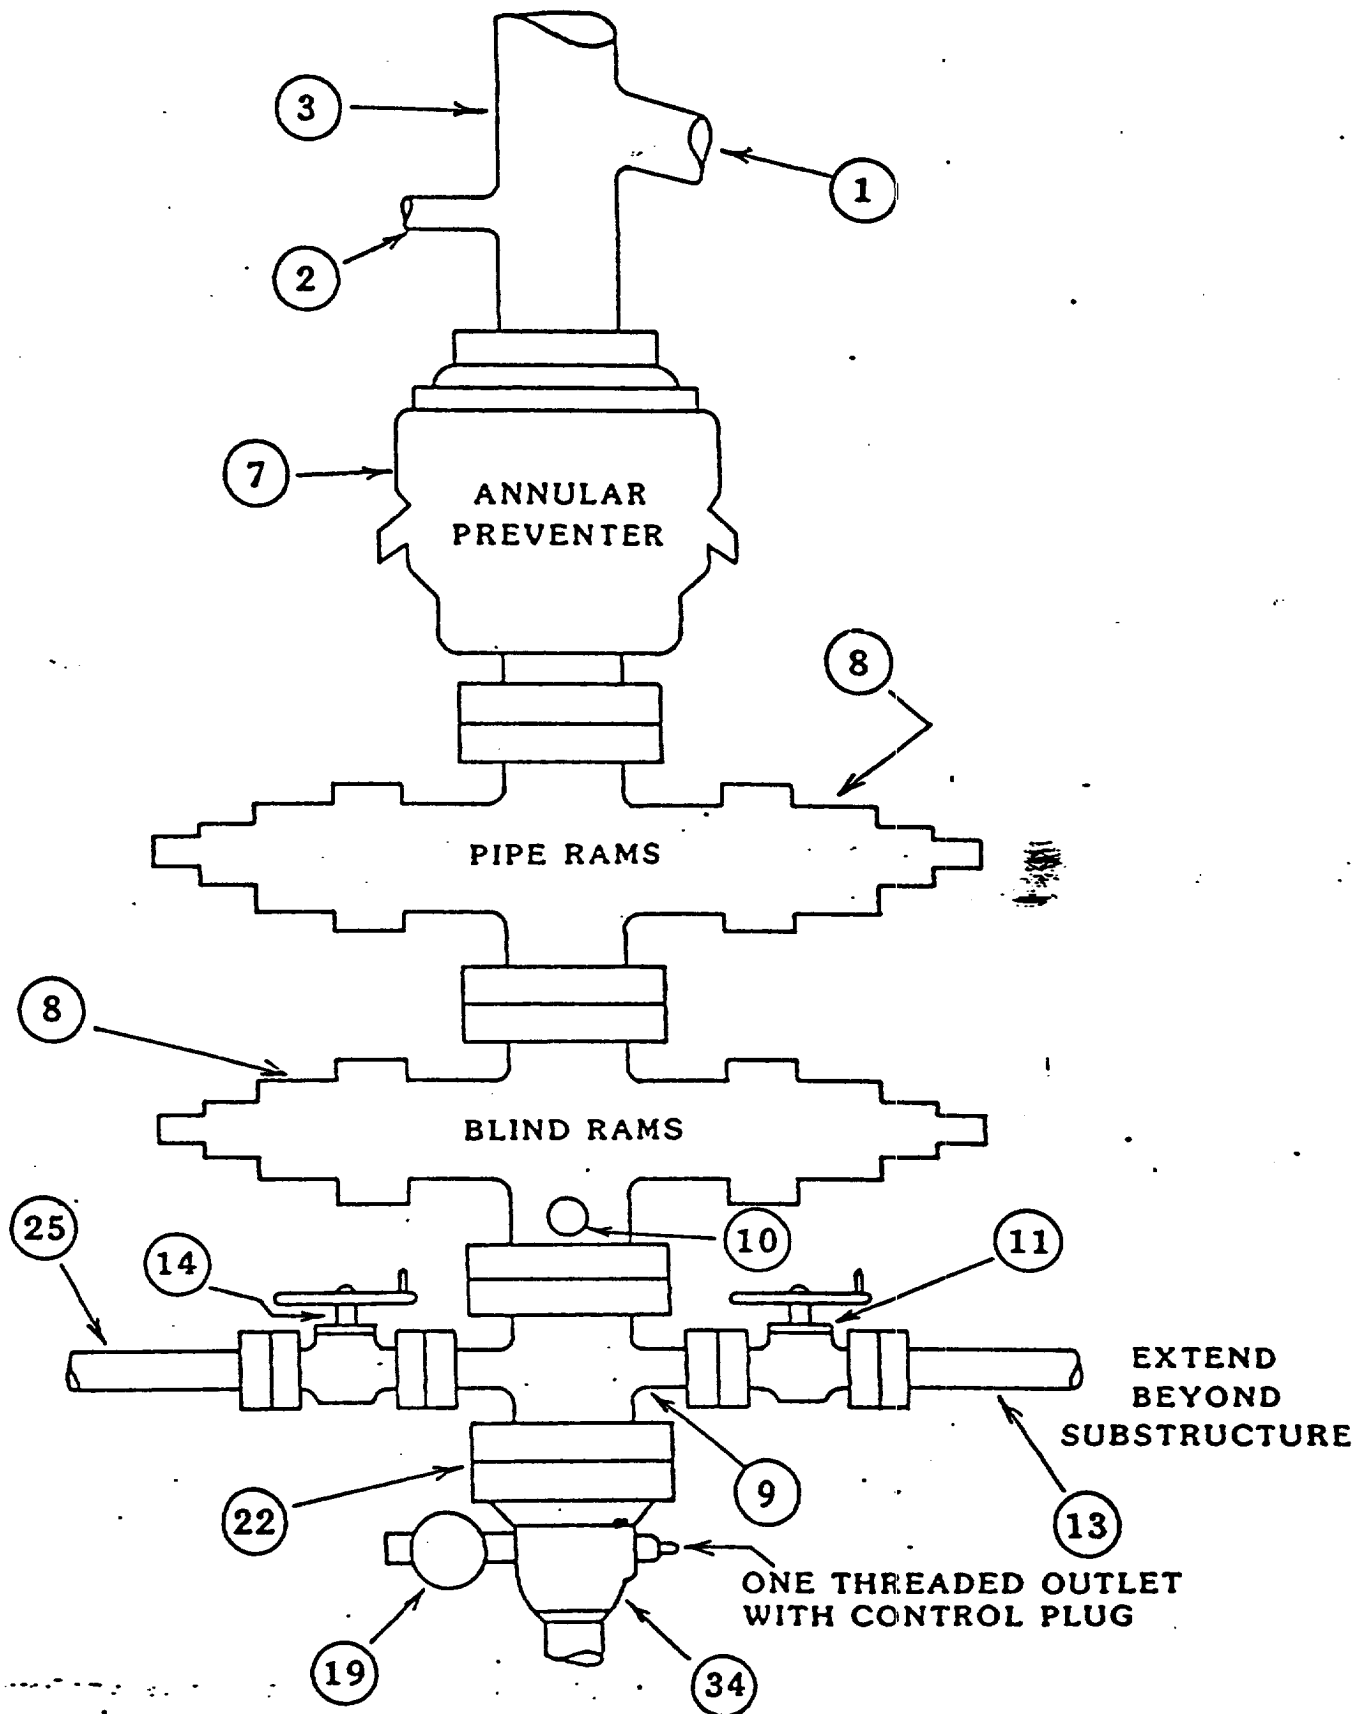 3
1
2
7
ANNULAR
PREVENTER
8
PIPE RAMS
8
BLIND RAMS
25
14
10
11
EXTEND
BEYOND
SUBSTRUCTURE
22
9
13
ONE THREADED OUTLET
WITH CONTROL PLUG
19
34